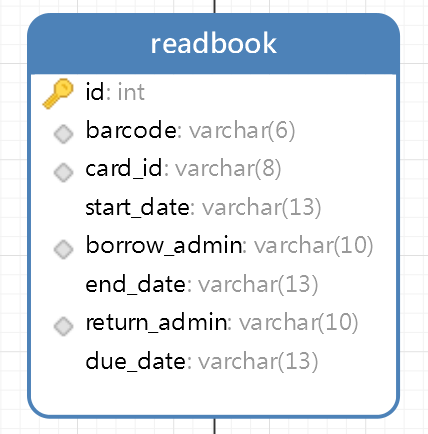 readbook
id: int
barcode: varchar(6)
card_id: varchar(8)
start_date: varchar(13)
borrow_admin: varchar(10)
end_date: varchar(13)
return_admin: varchar(10)
due_date: varchar(13)